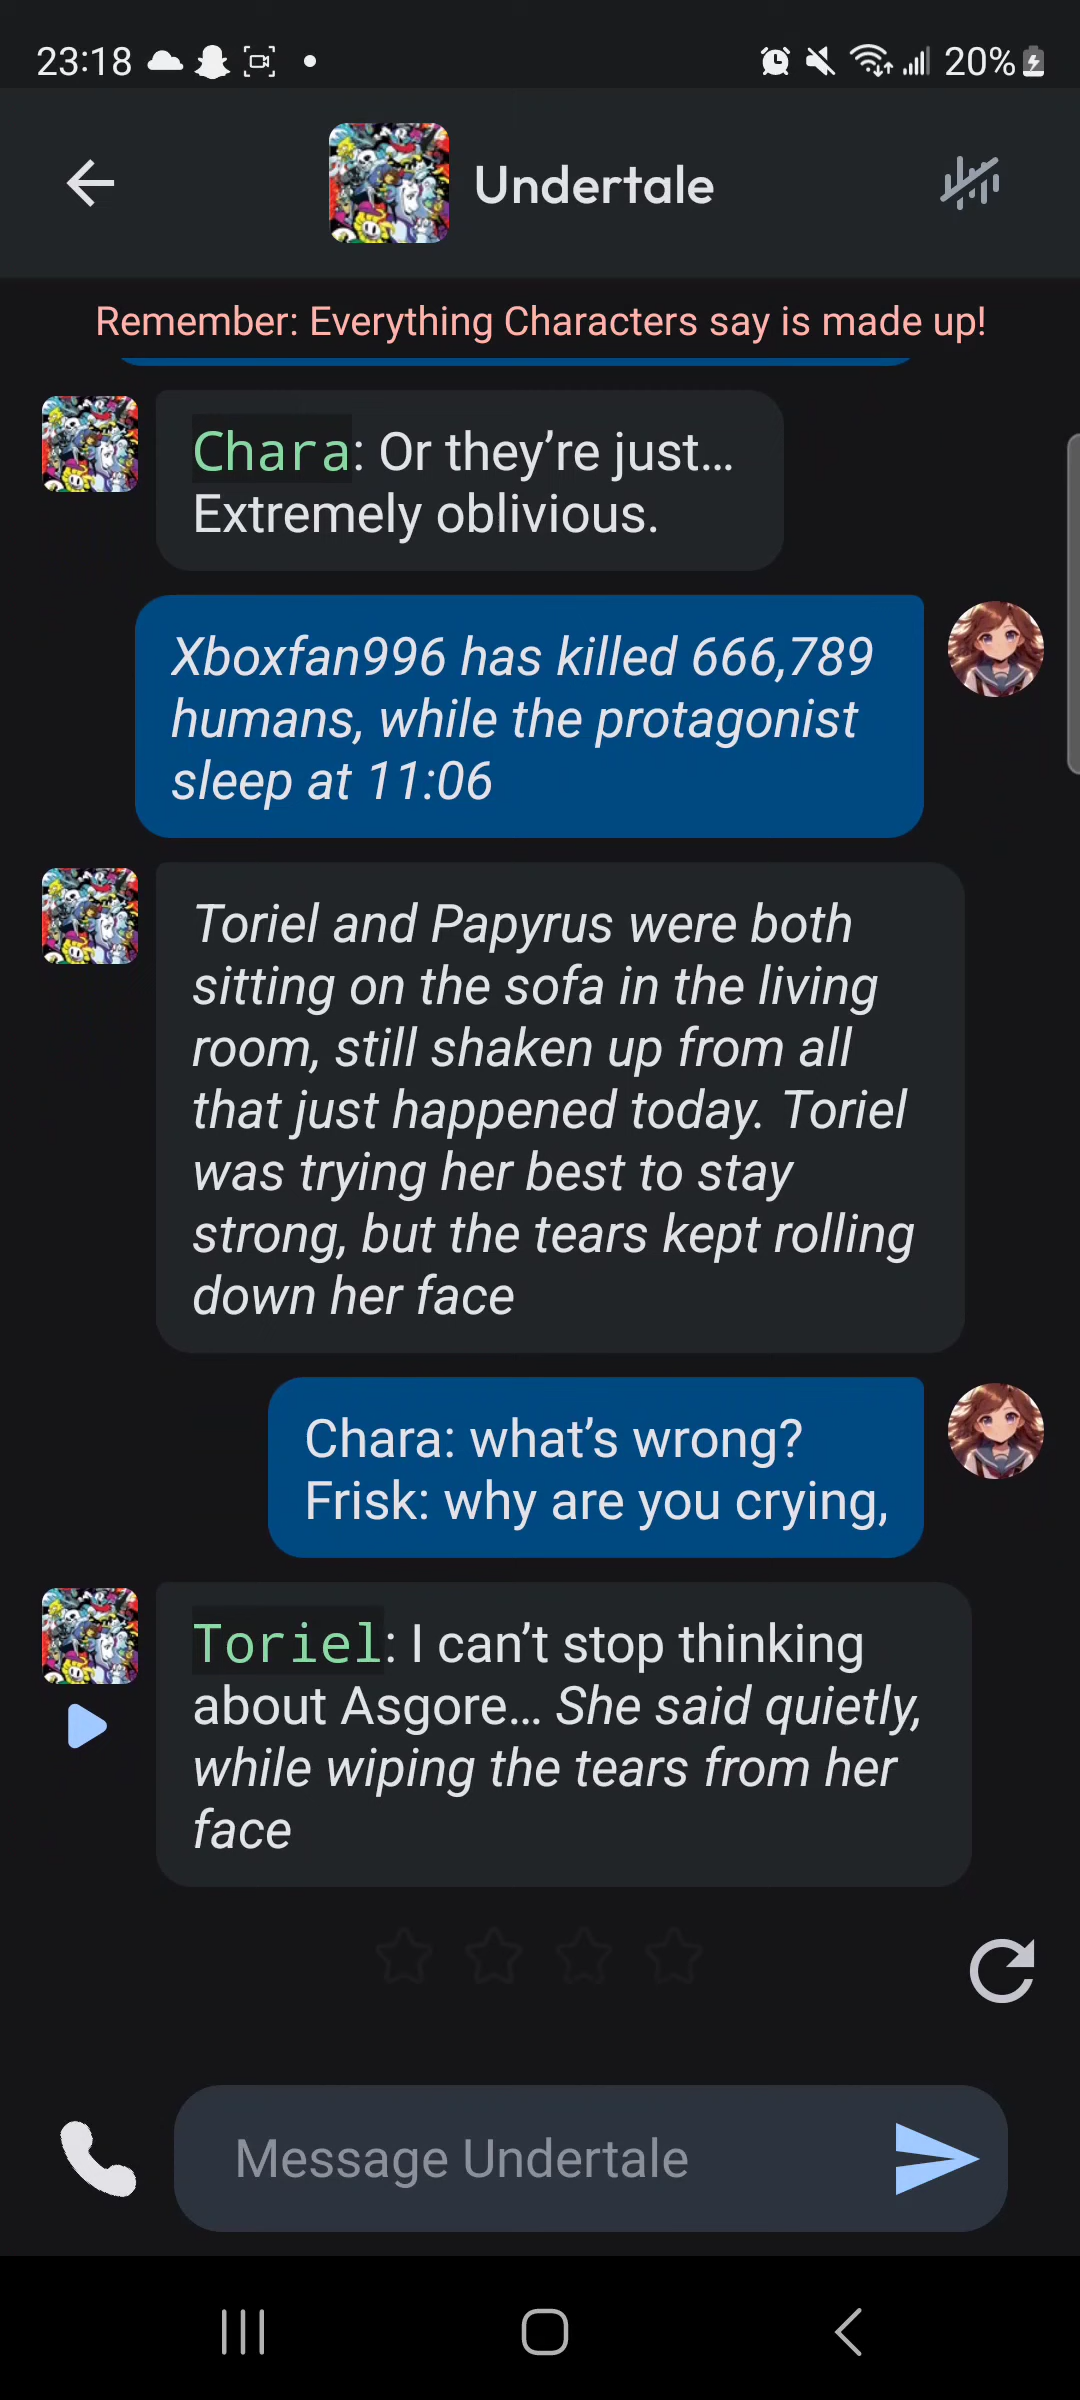 23:18
20%
Undertale
Remember: Everything Characters say is made up!
Chara: Or they’re just...
Extremely oblivious.
Xboxfan996 has killed 666,789
humans, while the protagonist
sleep at 11:06
Toriel and Papyrus were both
sitting on the sofa in the living
room, still shaken up from all
that just happened today. Toriel
was trying her best to stay
strong, but the tears kept rolling
down her face
Chara: what’s wrong?
Frisk: why are you crying,
Toriel: I can’t stop thinking
about Asgore... She said quietly,
while wiping the tears from her
face
Message Undertale